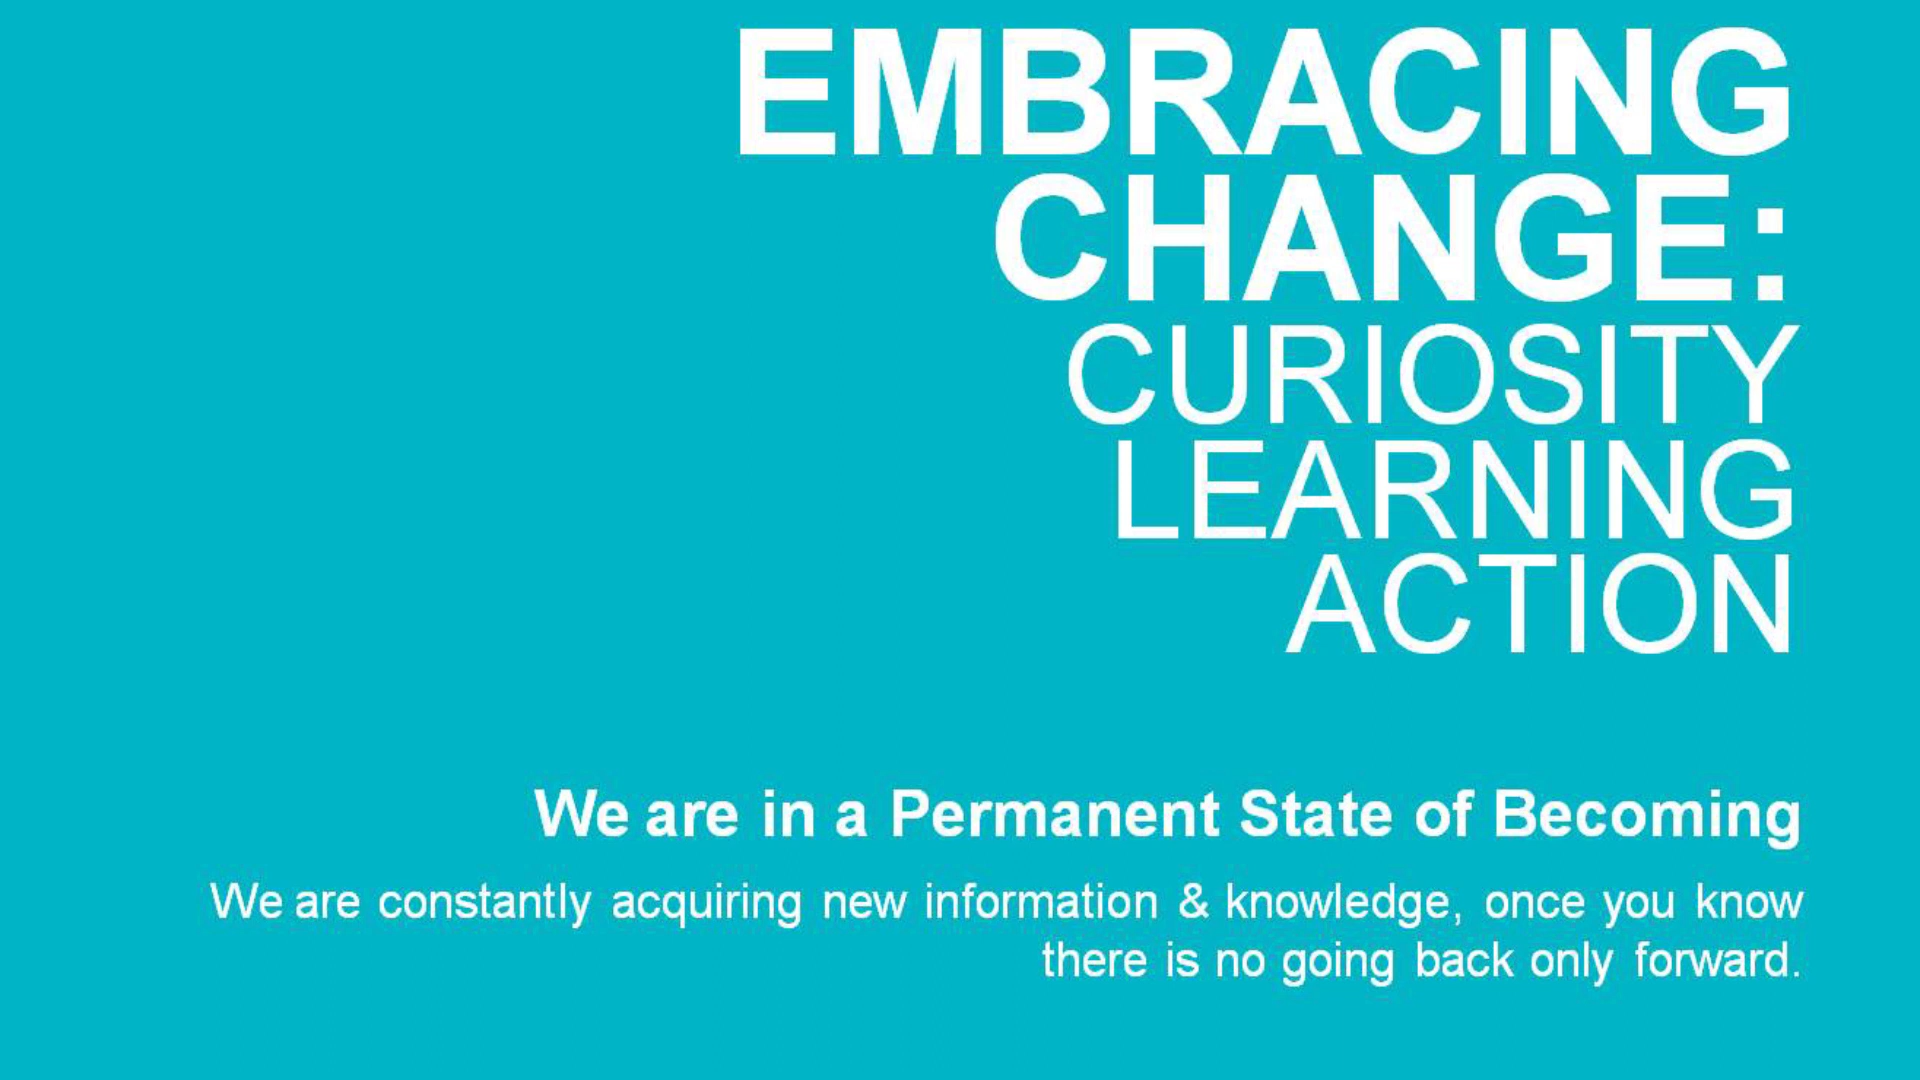 EMBRACING
CHANGE:
CURIOSITY
LEARNING
ACTION
We are in a Permanent State of Becoming
We are constantly acquiring new information & knowledge, once you know
there is no going back only forward.